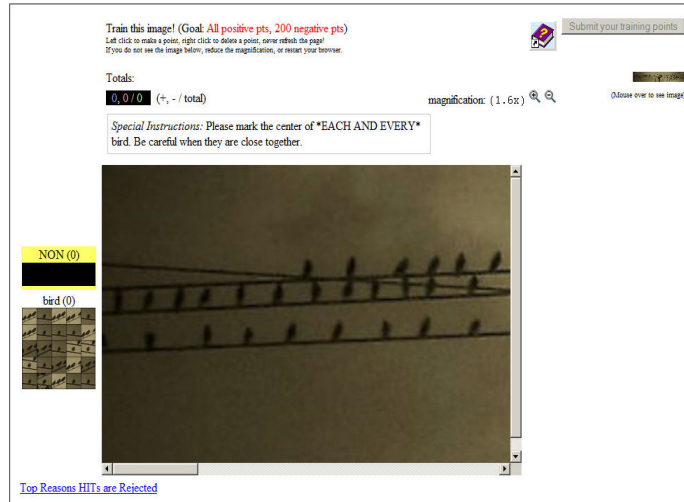 Train this image! (Goal: All positive pts, 200 negative pts)
Left click to make a point, right click to delete a point, never refresh the page!
If you do not see the image below, reduce the magnification, or restart your browser.
Submit your training points
Totals:
0, 0 / 0 (+, - / total)
magnification: (1.6x)
(Mouse over to see image)
Special Instructions: Please mark the center of *EACH AND EVERY*
bird. Be careful when they are close together.
NON (0)
bird (0)
Top Reasons HITs are Rejected